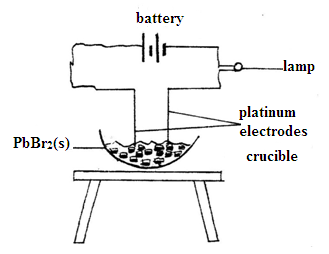 battery
lamp
platinum
electrodes
PbBr2(s)
crucible